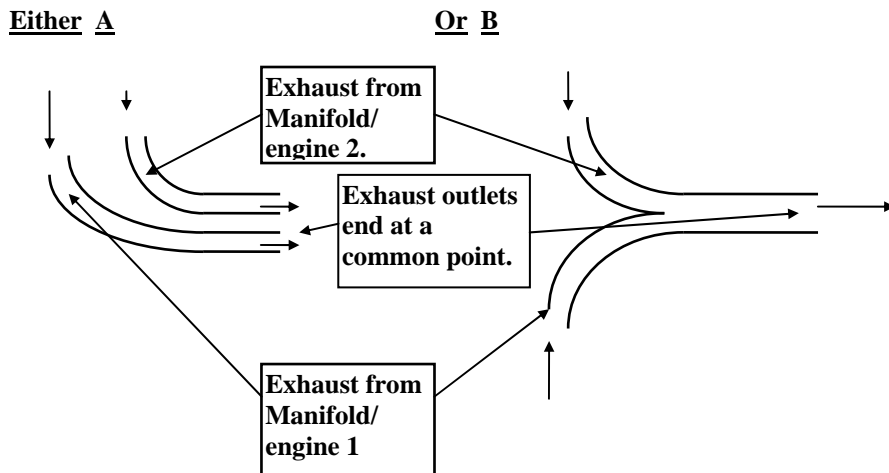 Either A
Or B
Exhaust from
Manifold/
engine 2.
Exhaust outlets
end at a
common point.
Exhaust from
Manifold/
engine 1